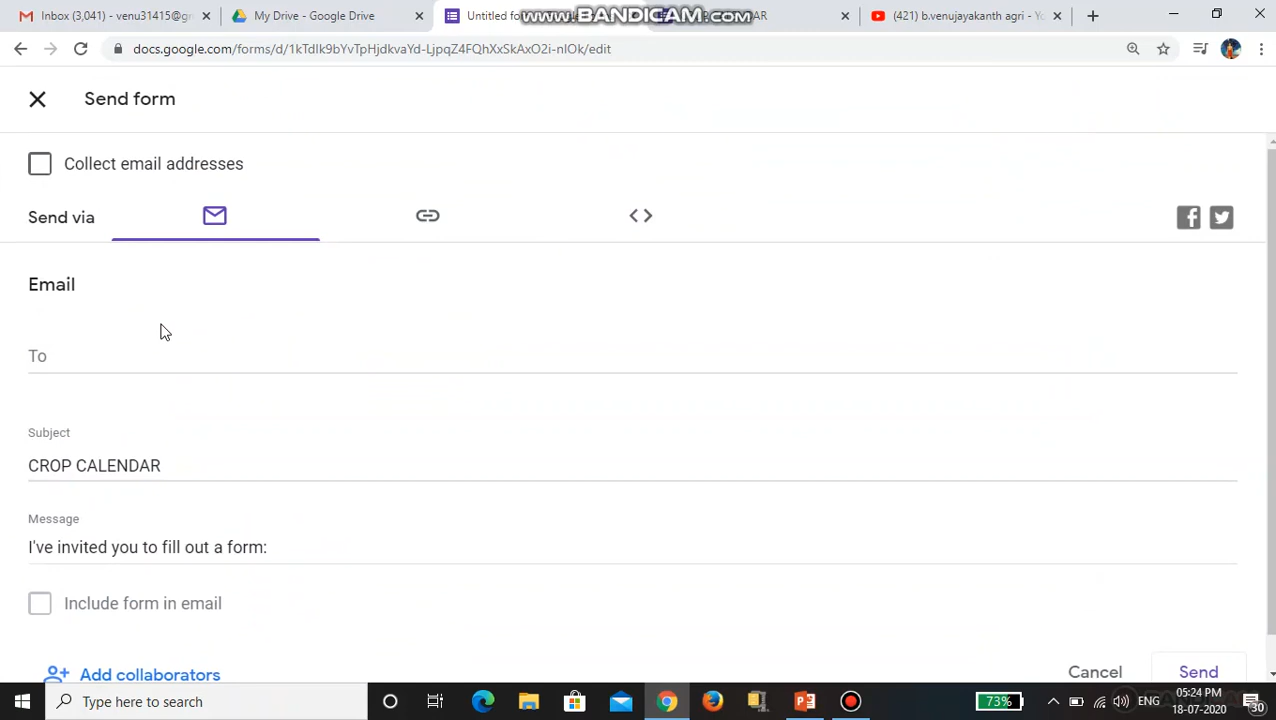 Inbox (3,041) - venu31415@g
My Drive - Google Drive
Untitled fo
www.BANDICAM.com
AR
(421) b.venujayakanth agri - Yo
docs.google.com/forms/d/1kTdlk9bYvTpHjdkvaYd-LjpqZ4FQhXxSkAxO2i-nIOk/edit
Send form
Collect email addresses
Send via
Email
To
Subject
CROP CALENDAR
Message
I've invited you to fill out a form:
Include form in email
Add collaborators
Cancel
Send
Type here to search
73%
ENG
05:24 PM
18-07-2020
30